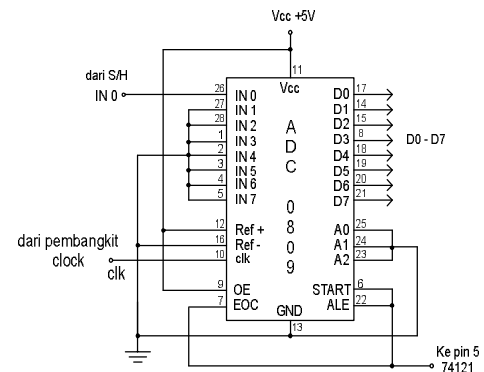 Vcc +5V
11
Vcc
dari S/H
IN 0
26 IN 0
27 IN 1
28 IN 2
1 IN 3
2 IN 4
3 IN 5
4 IN 6
5 IN 7
12 Ref +
16 Ref -
10 clk
9 OE
7 EOC
ADC 0809
D0 17
D1 14
D2 15
D3 8
D4 18
D5 19
D6 20
D7 21
D0 - D7
A0 25
A1 24
A2 23
START 6
ALE 22
GND
13
dari pembangkit
clock
clk
Ke pin 5
74121